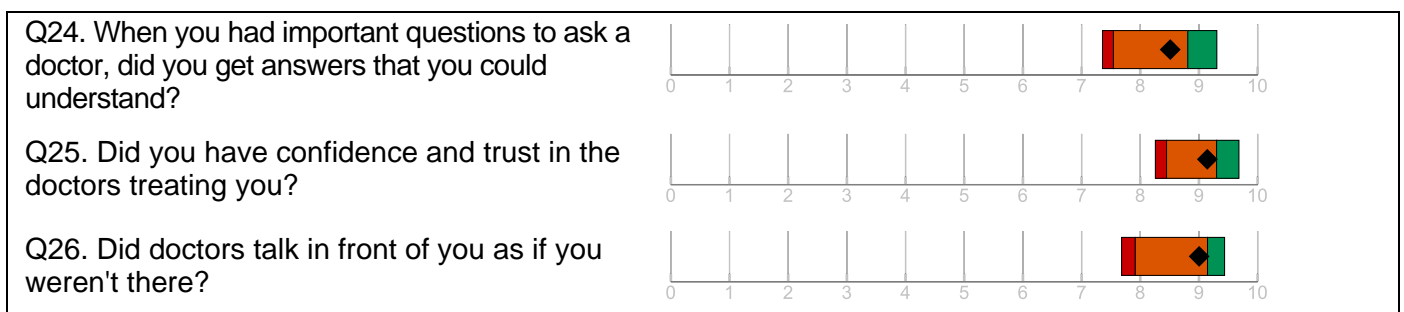 Q24. When you had important questions to ask a
doctor, did you get answers that you could
understand?
0 1 2 3 4 5 6 7 8 9 10
Q25. Did you have confidence and trust in the
doctors treating you?
0 1 2 3 4 5 6 7 8 9 10
Q26. Did doctors talk in front of you as if you
weren't there?
0 1 2 3 4 5 6 7 8 9 10